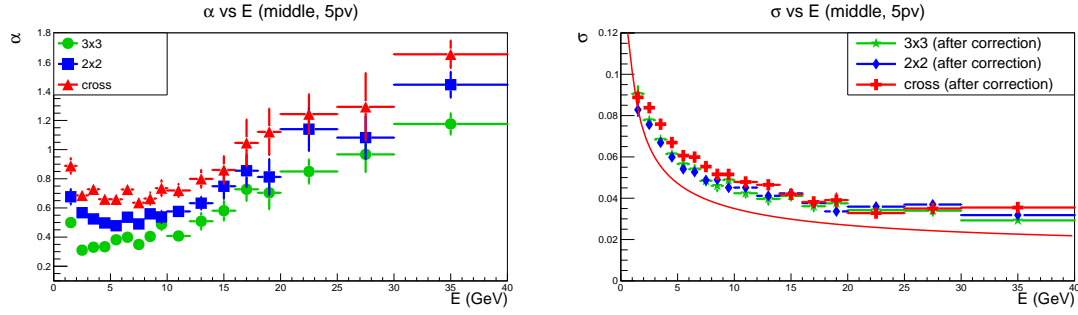 α vs E (middle, 5pv)
α
1.8
1.6
1.4
1.2
1
0.8
0.6
0.4
0.2
3x3
2x2
cross
0 5 10 15 20 25 30 35 40
E (GeV)
σ vs E (middle, 5pv)
σ
0.12
0.1
0.08
0.06
0.04
0.02
0
3x3 (after correction)
2x2 (after correction)
cross (after correction)
0 5 10 15 20 25 30 35 40
E (GeV)